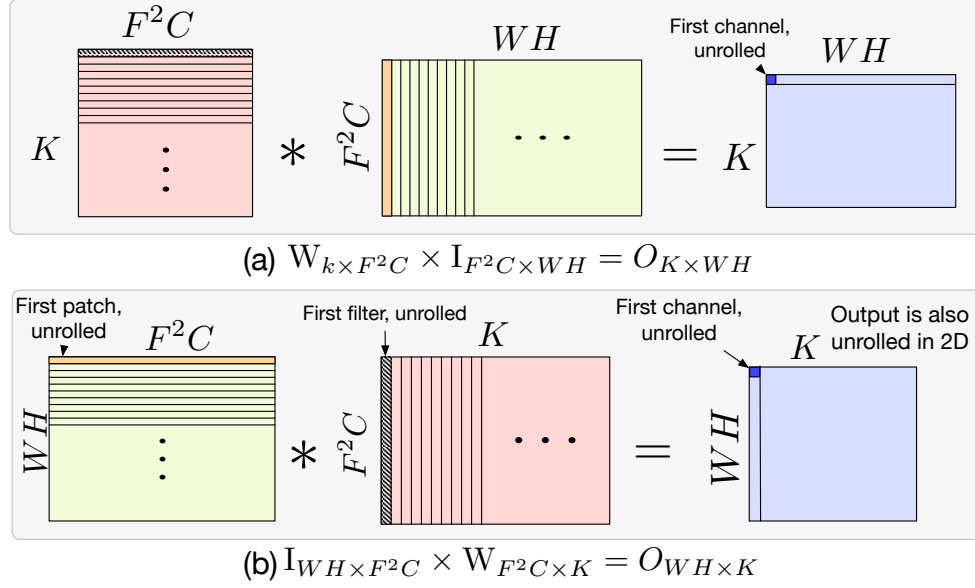 F²C
WH
First channel,
unrolled
WH
K
*
F²C
• • •
=
K
(a) W_{k×F²C} × I_{F²C×WH} = O_{K×WH}
First patch,
unrolled
F²C
First filter, unrolled
K
First channel,
unrolled
K
Output is also
unrolled in 2D
WH
*
F²C
• • •
=
WH
(b) I_{WH×F²C} × W_{F²C×K} = O_{WH×K}